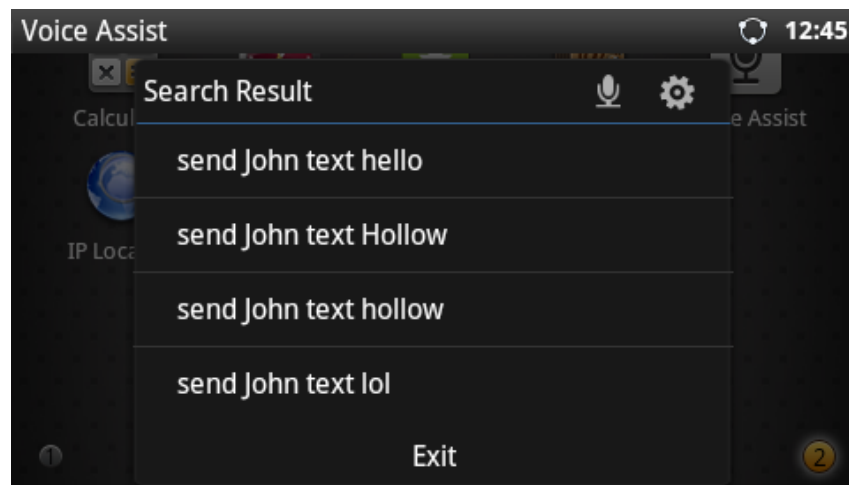 Voice Assist 12:45
Search Result
Calcul
e Assist
send John text hello
send John text Hollow
IP Loca
send John text hollow
send John text lol
Exit
1
2